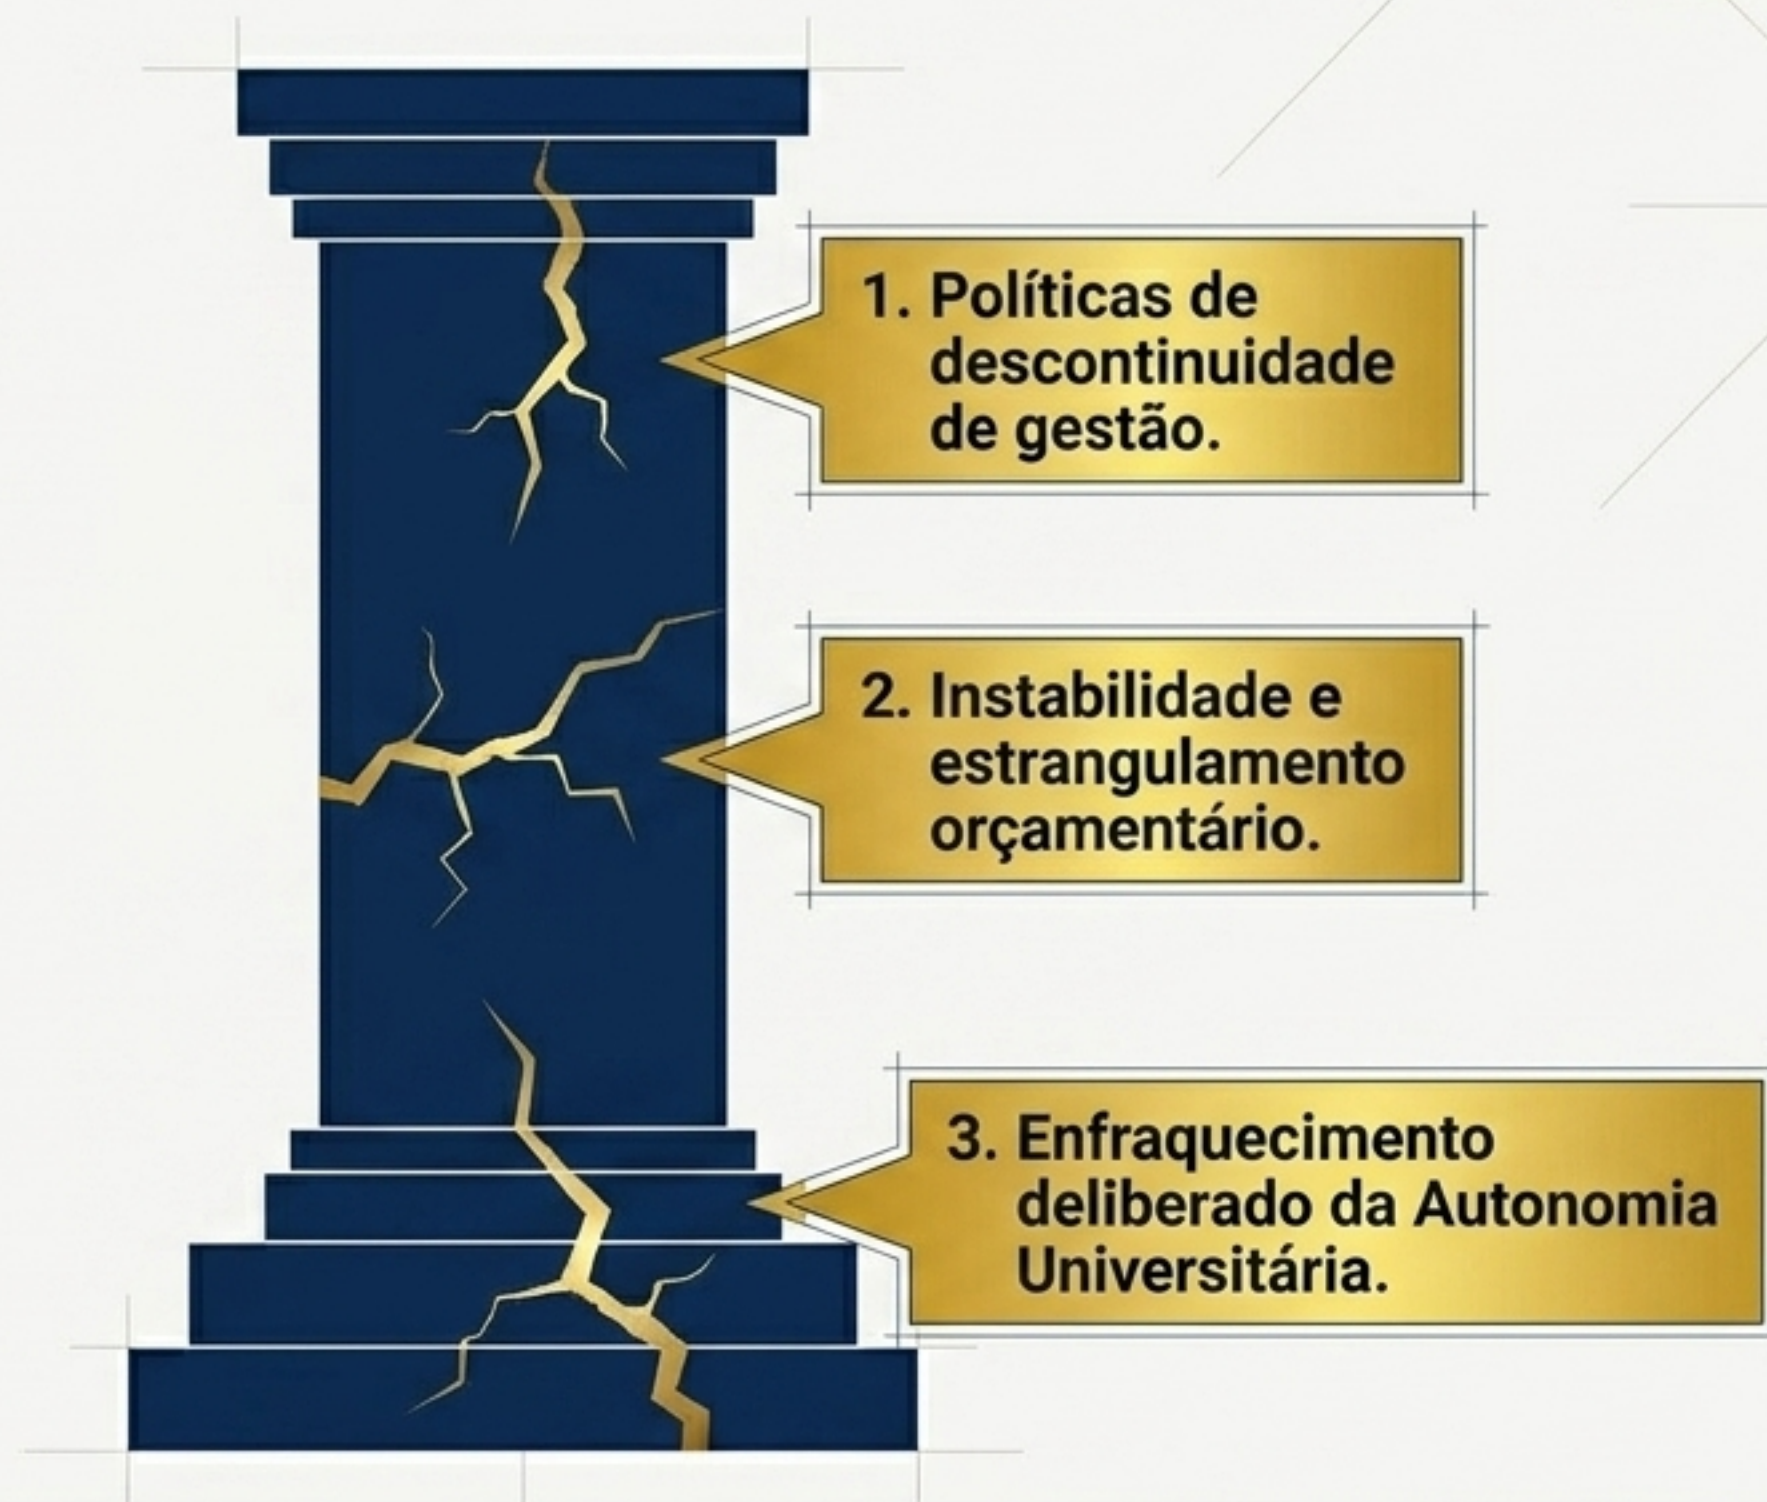 1. Políticas de
descontinuidade
de gestão.
2. Instabilidade e
estrangulamento
orçamentário.
3. Enfraquecimento
deliberado da Autonomia
Universitária.